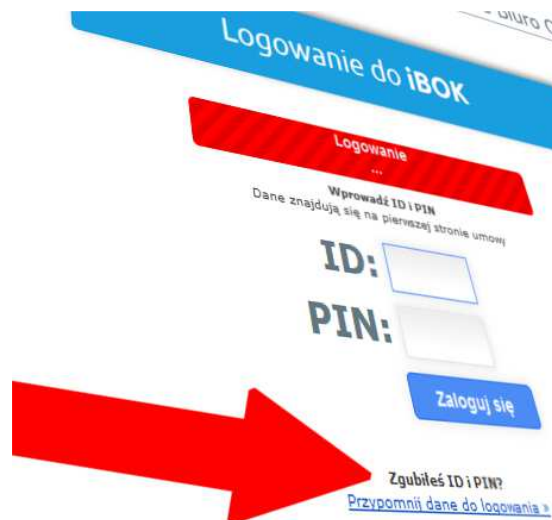 Biuro
Logowanie do iBOK
Logowanie
...
Wprowadź ID i PIN
Dane znajdują się na pierwszej stronie umowy
ID:
PIN:
Zaloguj się
Zgubiłeś ID i PIN?
Przypomnij dane do logowania »